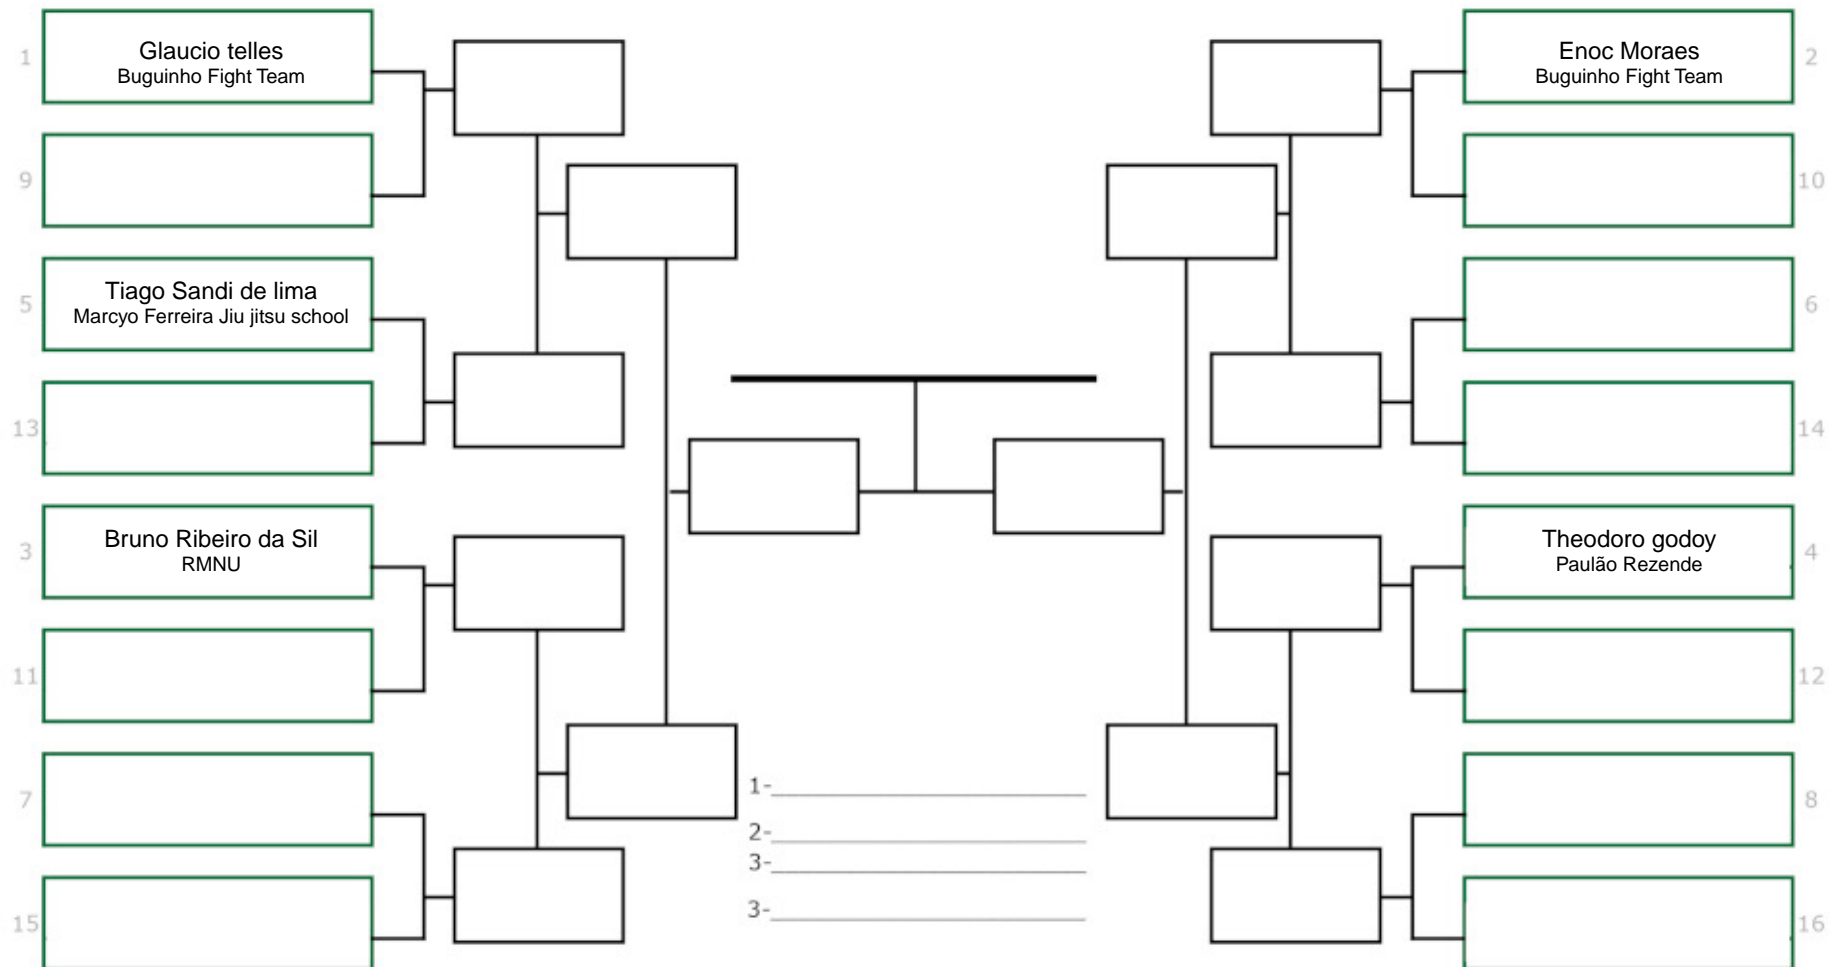 1
Glaucio telles
Buguinho Fight Team
9
5
Tiago Sandi de lima
Marcyo Ferreira Jiu jitsu school
13
3
Bruno Ribeiro da Sil
RMNU
11
7
15
1-
2-
3-
3-
Enoc Moraes
Buguinho Fight Team
2
10
6
14
Theodoro godoy
Paulão Rezende
4
12
8
16